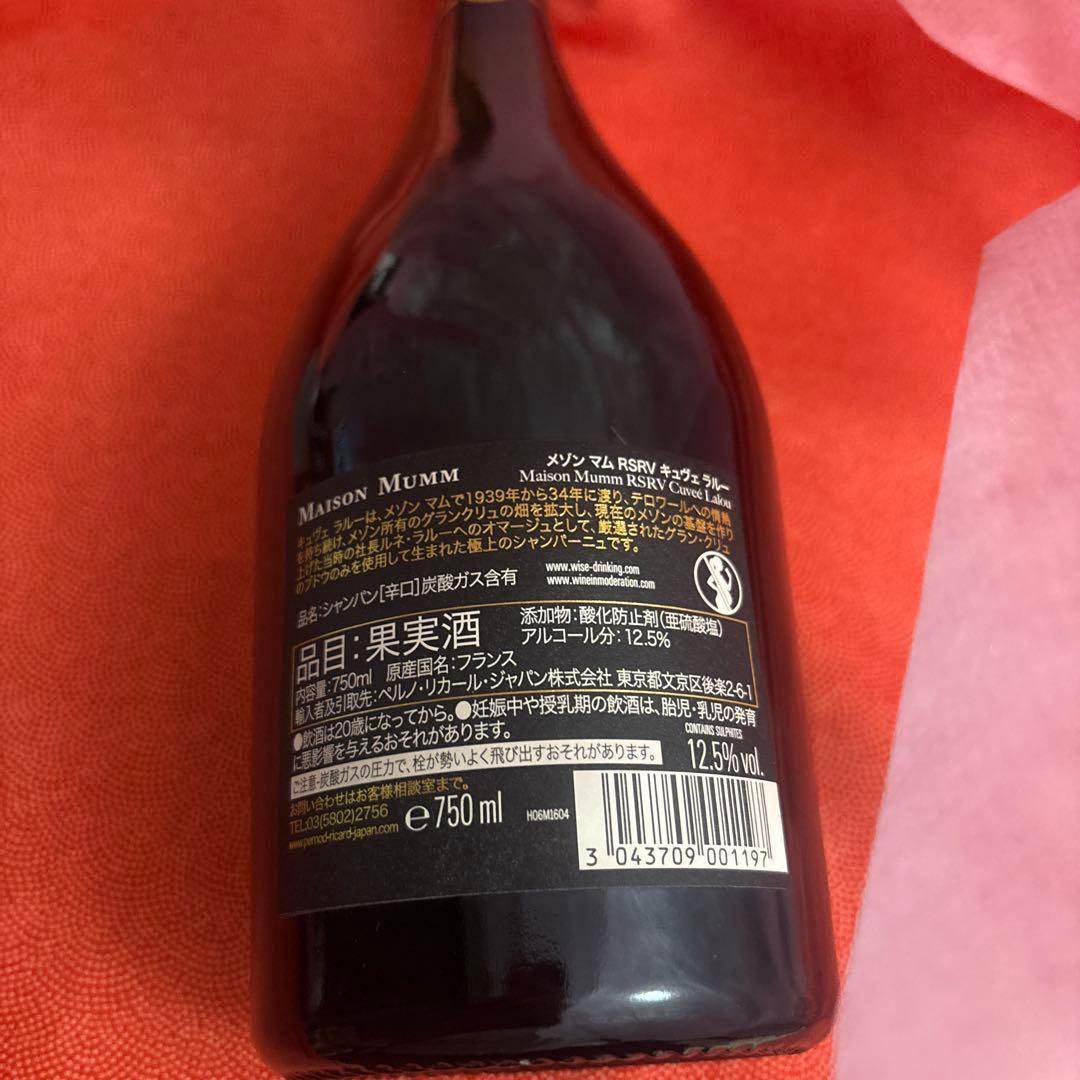 MAISON MUMM
メゾン マム RSRV キュヴェ ラルー
Maison Mumm RSRV Cuveé Lalou
キュヴェ ラルーは、メゾン マムで1939年から34年に渡り、テロワールへの情熱
を持ち続け、メゾン所有のグランクリュの畑を拡大し、現在のメゾンの基盤を作り
上げた当時の社長ルネ・ラルーへのオマージュとして、厳選されたグラン・クリュ
のブドウのみを使用して生まれた極上のシャンパーニュです。
www.wise-drinking.com
www.wineinmoderation.com
品名:シャンパン[辛口]炭酸ガス含有
品目:果実酒
添加物:酸化防止剤(亜硫酸塩)
アルコール分:12.5%
内容量:750ml 原産国名:フランス
輸入者及引取先:ペルノ・リカール・ジャパン株式会社 東京都文京区後楽2-6-1
●飲酒は20歳になってから。●妊娠中や授乳期の飲酒は、胎児・乳児の発育
に悪影響を与えるおそれがあります。
CONTAINS SULPHITES
12.5% vol.
ご注意-炭酸ガスの圧力で、栓が勢いよく飛び出すおそれがあります。
お問い合わせはお客様相談室まで。
TEL:03(5802)2756
www.pernod-ricard-japan.com
e750 ml
H06M1604
3 043709 001197